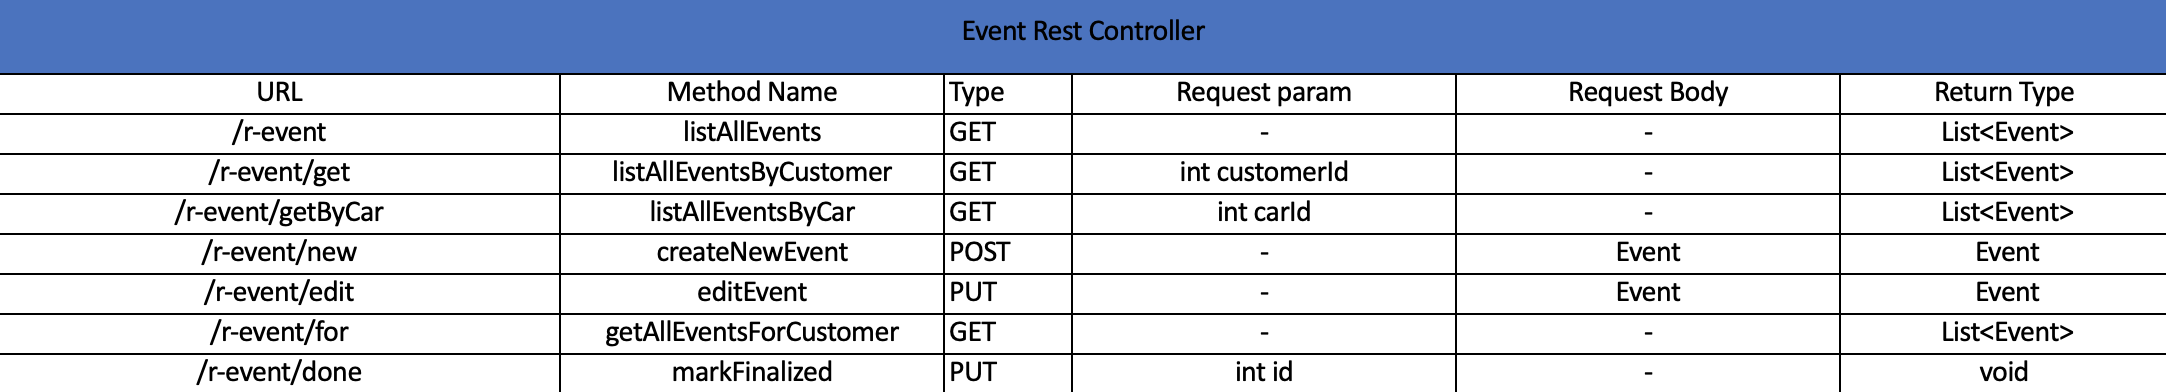 Event Rest Controller
URL Method Name Type Request param Request Body Return Type
/r-event listAllEvents GET - - List<Event>
/r-event/get listAllEventsByCustomer GET int customerId - List<Event>
/r-event/getByCar listAllEventsByCar GET int carId - List<Event>
/r-event/new createNewEvent POST - Event Event
/r-event/edit editEvent PUT - Event Event
/r-event/for getAllEventsForCustomer GET - - List<Event>
/r-event/done markFinalized PUT int id - void